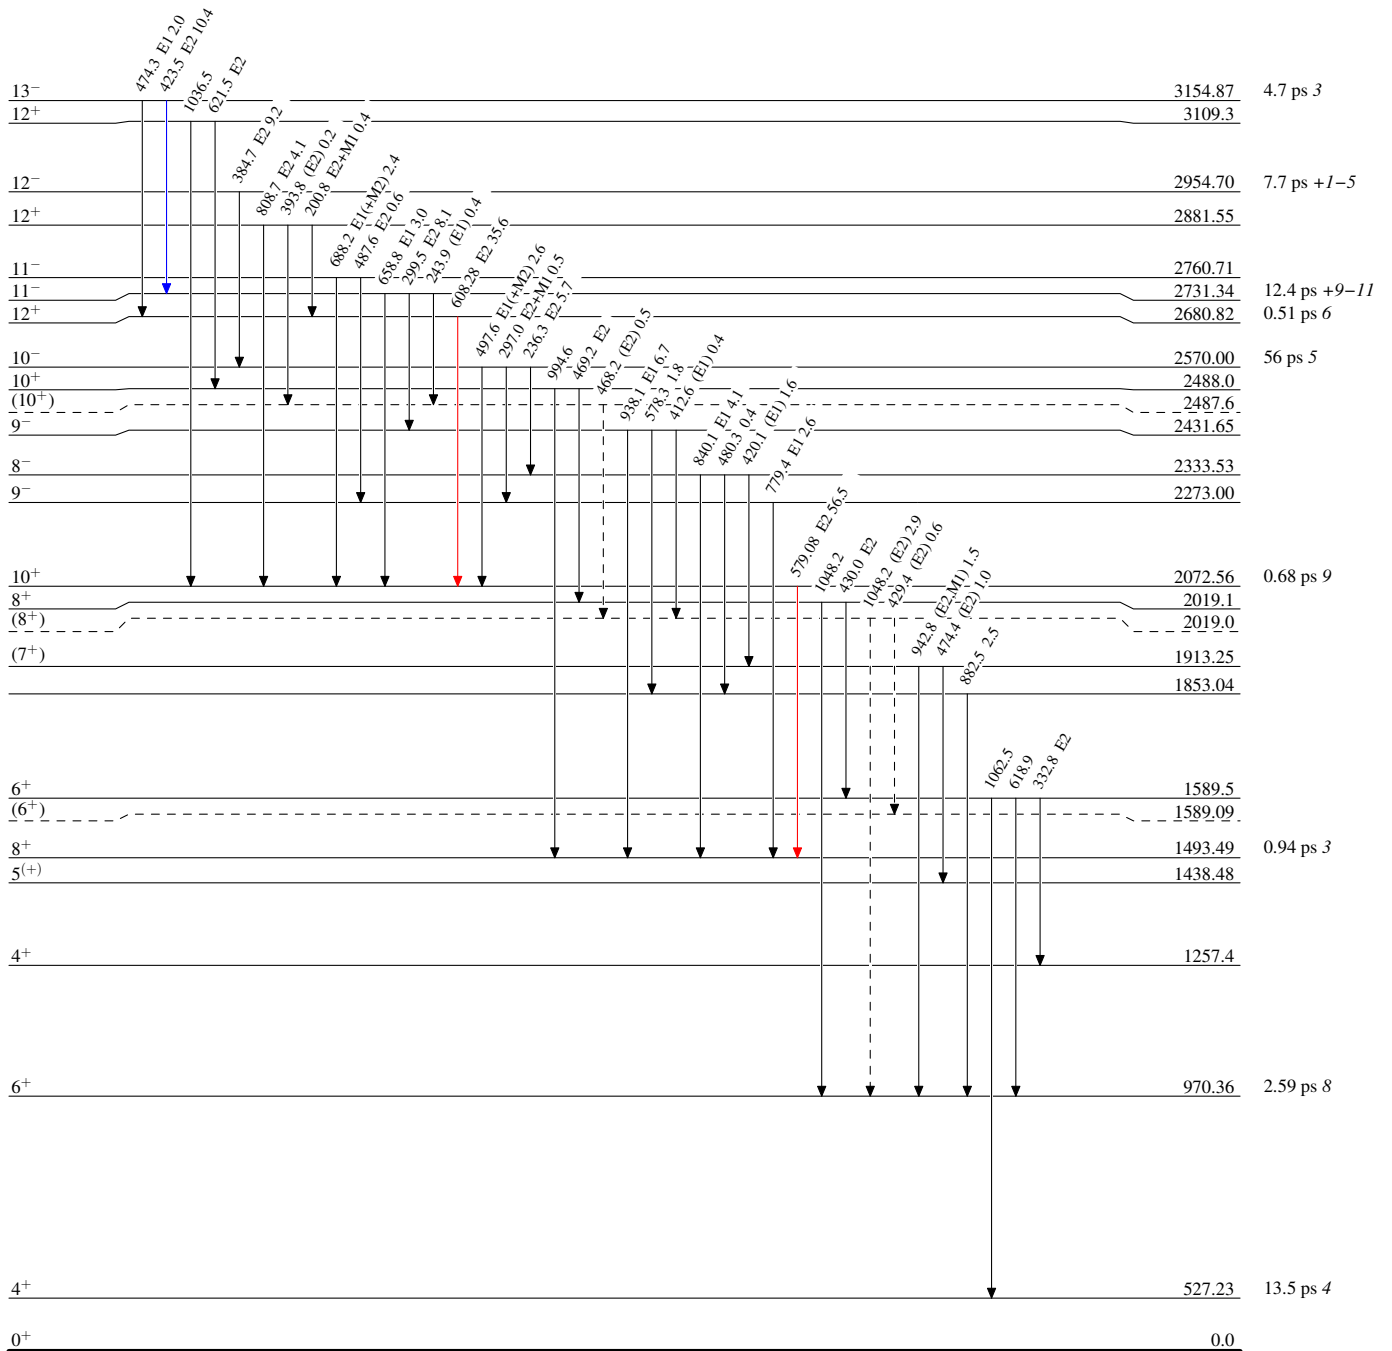 474.3 E1 2.0
423.5 E2 10.4
1036.5
621.5 E2
13⁻ 3154.87 4.7 ps 3
12⁺ 3109.3
384.7 E2 9.2
12⁻ 2954.70 7.7 ps +1−5
808.7 E2 4.1
393.8 (E2) 0.2
200.8 E2+M1 0.4
12⁺ 2881.55
688.2 E1(+M2) 2.4
487.6 E2 0.6
11⁻ 2760.71
658.8 E1 3.0
299.5 E2 8.1
243.9 (E1) 0.4
11⁻ 2731.34 12.4 ps +9−11
608.28 E2 35.6
12⁺ 2680.82 0.51 ps 6
497.6 E1(+M2) 2.6
297.0 E2+M1 0.5
236.3 E2 5.7
10⁻ 2570.00 56 ps 5
994.6
469.2 E2
10⁺ 2488.0
468.2 (E2) 0.5
(10⁺) 2487.6
938.1 E1 6.7
578.3 1.8
412.6 (E1) 0.4
9⁻ 2431.65
840.1 E1 4.1
480.3 0.4
420.1 (E1) 1.6
8⁻ 2333.53
779.4 E1 2.6
9⁻ 2273.00
579.08 E2 56.5
10⁺ 2072.56 0.68 ps 9
1048.2
430.0 E2
8⁺ 2019.1
1048.2 (E2) 2.9
429.4 (E2) 0.6
(8⁺) 2019.0
942.8 (E2,M1) 1.5
474.4 (E2) 1.0
(7⁺) 1913.25
882.5 2.5
1853.04
1062.5
618.9
332.8 E2
6⁺ 1589.5
(6⁺) 1589.09
8⁺ 1493.49 0.94 ps 3
5⁽⁺⁾ 1438.48
4⁺ 1257.4
6⁺ 970.36 2.59 ps 8
4⁺ 527.23 13.5 ps 4
0⁺ 0.0